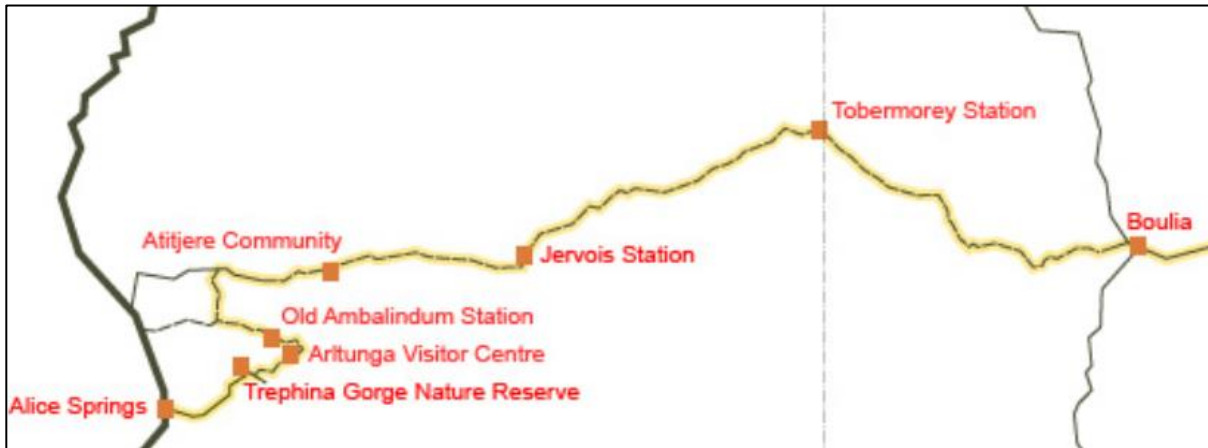 Tobermorey Station
Boulia
Atitjere Community
Jervois Station
Old Ambalindum Station
Arltunga Visitor Centre
Trephina Gorge Nature Reserve
Alice Springs